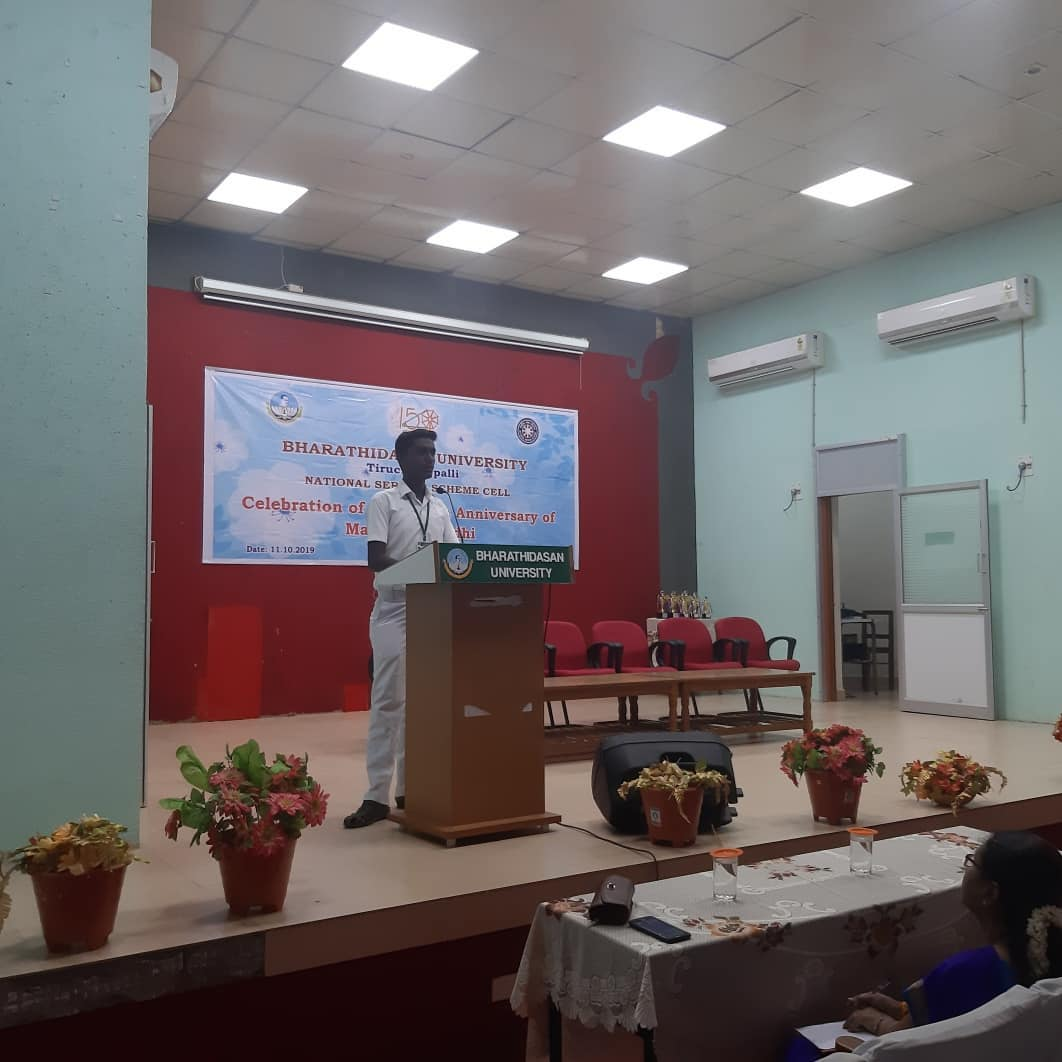 150
BHARATHIDA UNIVERSITY
Tiruc palli
NATIONAL SER SCHEME CELL
Celebration of Anniversary of
Ma hi
Date: 11.10.2019
BHARATHIDASAN
UNIVERSITY